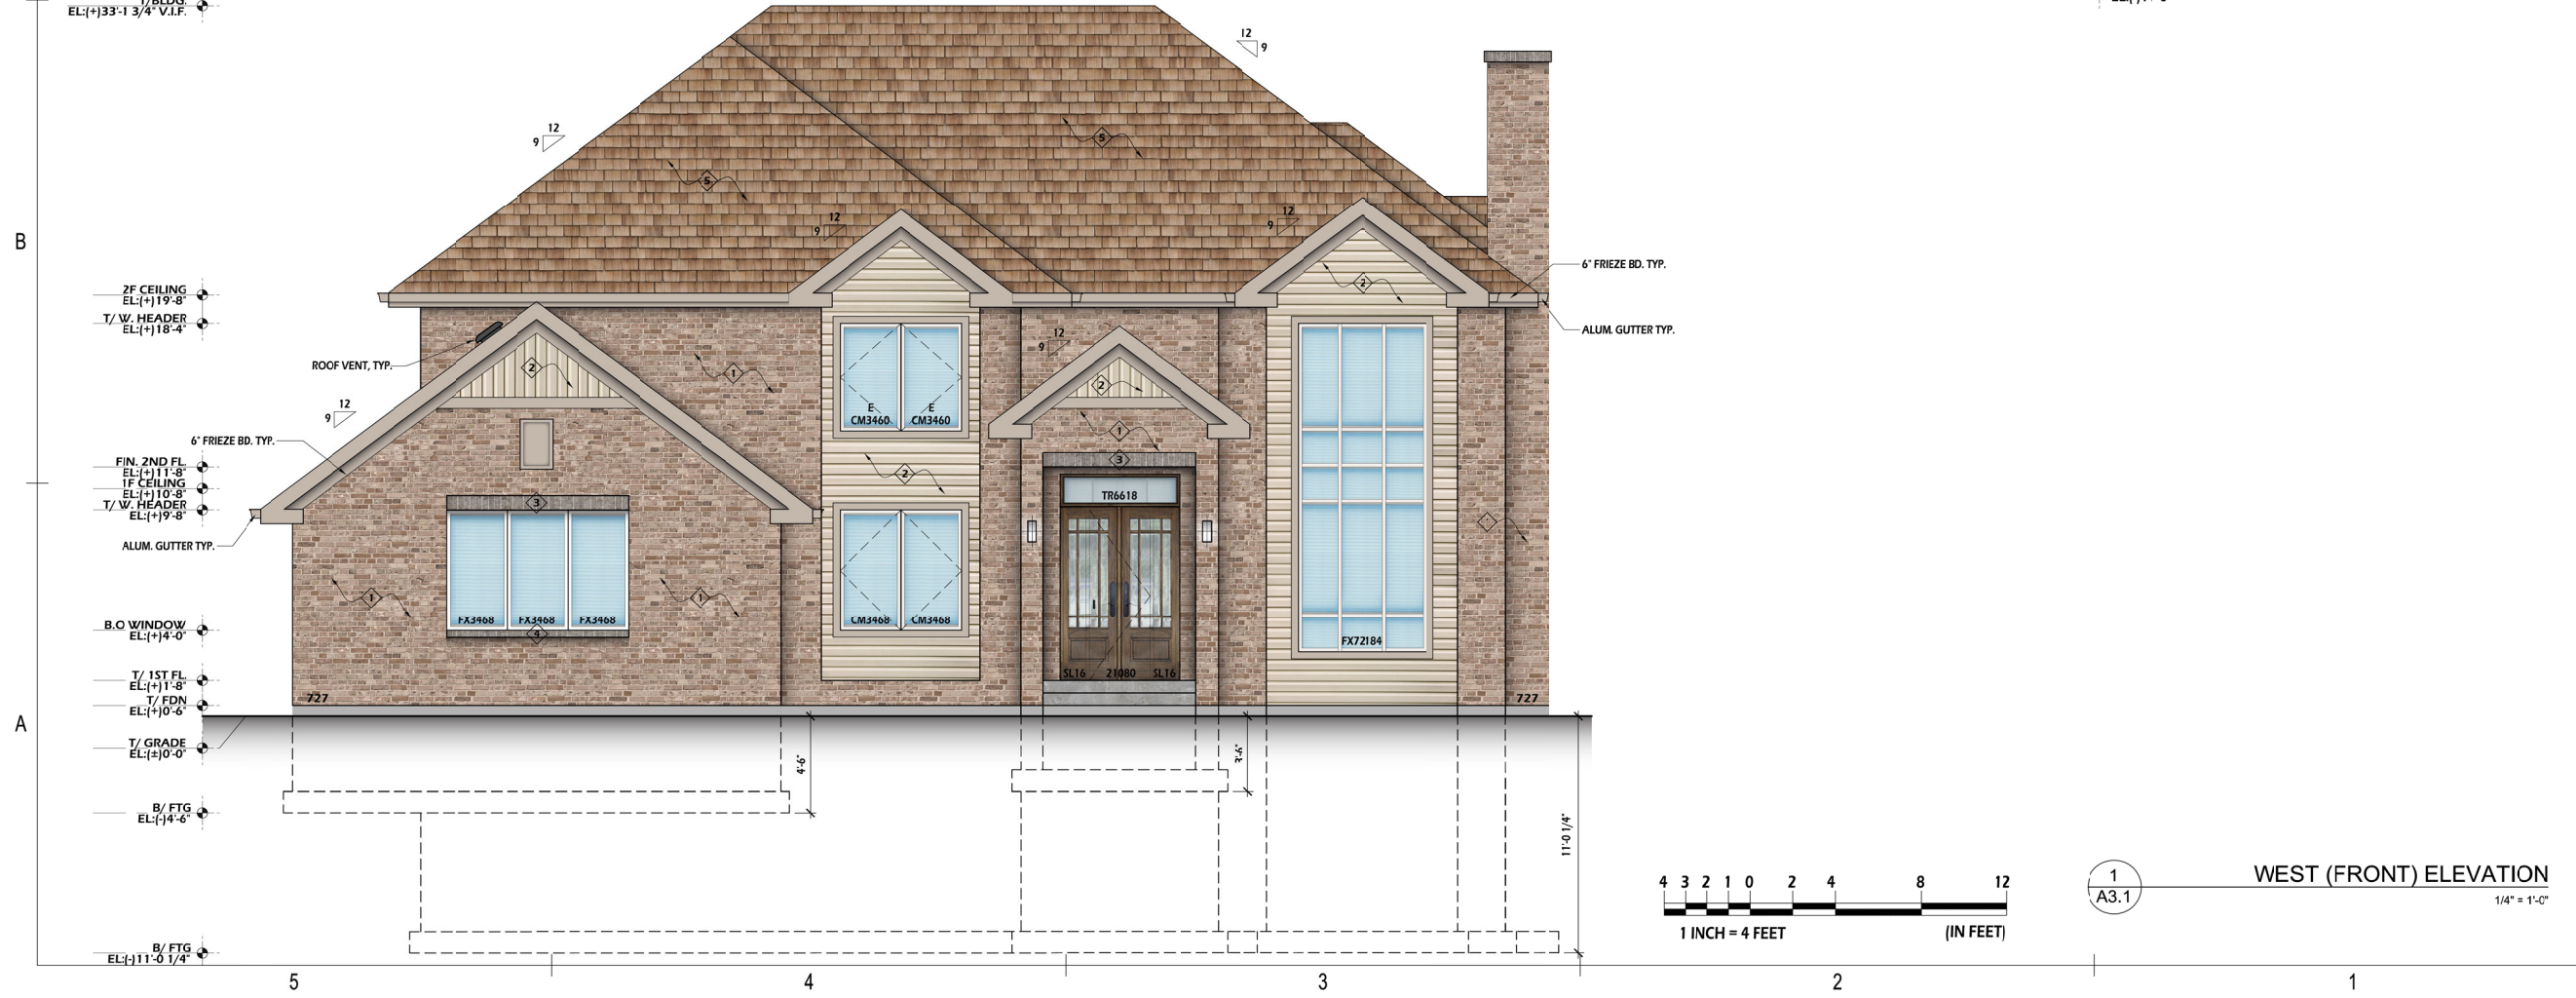 T/BLDG.
EL:(+)33'-1 3/4" V.I.F.
12
9
12
9
5
5
B
12
9
12
9
6" FRIEZE BD. TYP.
2
2F CEILING
EL:(+)19'-8"
T/ W. HEADER
EL:(+)18'-4"
ALUM. GUTTER TYP.
12
9
ROOF VENT, TYP.
2
1
2
12
9
E
CM3460
E
CM3460
1
6" FRIEZE BD. TYP.
3
FIN. 2ND FL.
EL:(+)11'-8"
1F CEILING
EL:(+)10'-8"
2
T/ W. HEADER
EL:(+)9'-8"
3
TR6618
1
ALUM. GUTTER TYP.
1
1
FX3468
FX3468
FX3468
CM3468
CM3468
B.O WINDOW
EL:(+)4'-0"
4
FX72184
SL16
21080
SL16
T/ 1ST FL.
EL:(+)1'-8"
727
727
T/ FDN
EL:(+)0'-6"
A
T/ GRADE
EL:(±)0'-0"
4'-6"
3'-6"
B/ FTG
EL:(-)4'-6"
11'-0 1/4"
4 3 2 1 0 2 4 8 12
1 INCH = 4 FEET (IN FEET)
1
A3.1
WEST (FRONT) ELEVATION
1/4" = 1'-0"
B/ FTG
EL:(-)11'-0 1/4"
5 4 3 2 1